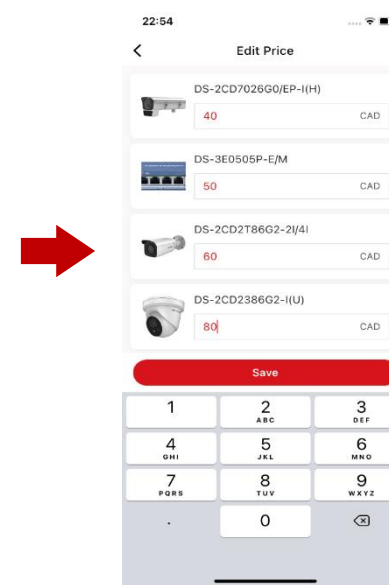 22:54
Edit Price
DS-2CD7026G0/EP-I(H)
40 CAD
DS-3E0505P-E/M
50 CAD
DS-2CD2T86G2-2I/4I
60 CAD
DS-2CD2386G2-I(U)
80 CAD
Save
1 2 3
ABC DEF
4 5 6
GHI JKL MNO
7 8 9
PQRS TUV WXYZ
. 0